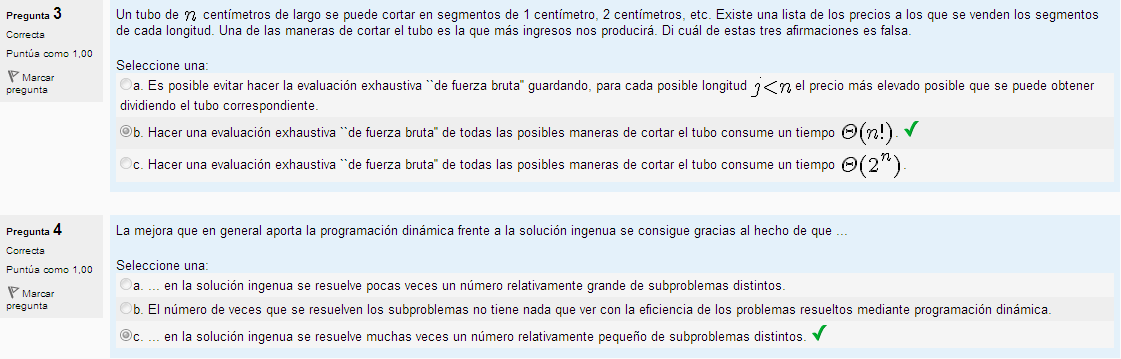 Pregunta 3
Correcta
Puntúa como 1,00
Marcar
pregunta
Un tubo de n centímetros de largo se puede cortar en segmentos de 1 centímetro, 2 centímetros, etc. Existe una lista de los precios a los que se venden los segmentos
de cada longitud. Una de las maneras de cortar el tubo es la que más ingresos nos producirá. Di cuál de estas tres afirmaciones es falsa.
Seleccione una:
a. Es posible evitar hacer la evaluación exhaustiva ``de fuerza bruta" guardando, para cada posible longitud j < n el precio más elevado posible que se puede obtener
dividiendo el tubo correspondiente.
b. Hacer una evaluación exhaustiva ``de fuerza bruta" de todas las posibles maneras de cortar el tubo consume un tiempo Θ(n!). ✓
c. Hacer una evaluación exhaustiva ``de fuerza bruta" de todas las posibles maneras de cortar el tubo consume un tiempo Θ(2ⁿ).
Pregunta 4
Correcta
Puntúa como 1,00
Marcar
pregunta
La mejora que en general aporta la programación dinámica frente a la solución ingenua se consigue gracias al hecho de que ...
Seleccione una:
a. ... en la solución ingenua se resuelve pocas veces un número relativamente grande de subproblemas distintos.
b. El número de veces que se resuelven los subproblemas no tiene nada que ver con la eficiencia de los problemas resueltos mediante programación dinámica.
c. ... en la solución ingenua se resuelve muchas veces un número relativamente pequeño de subproblemas distintos. ✓